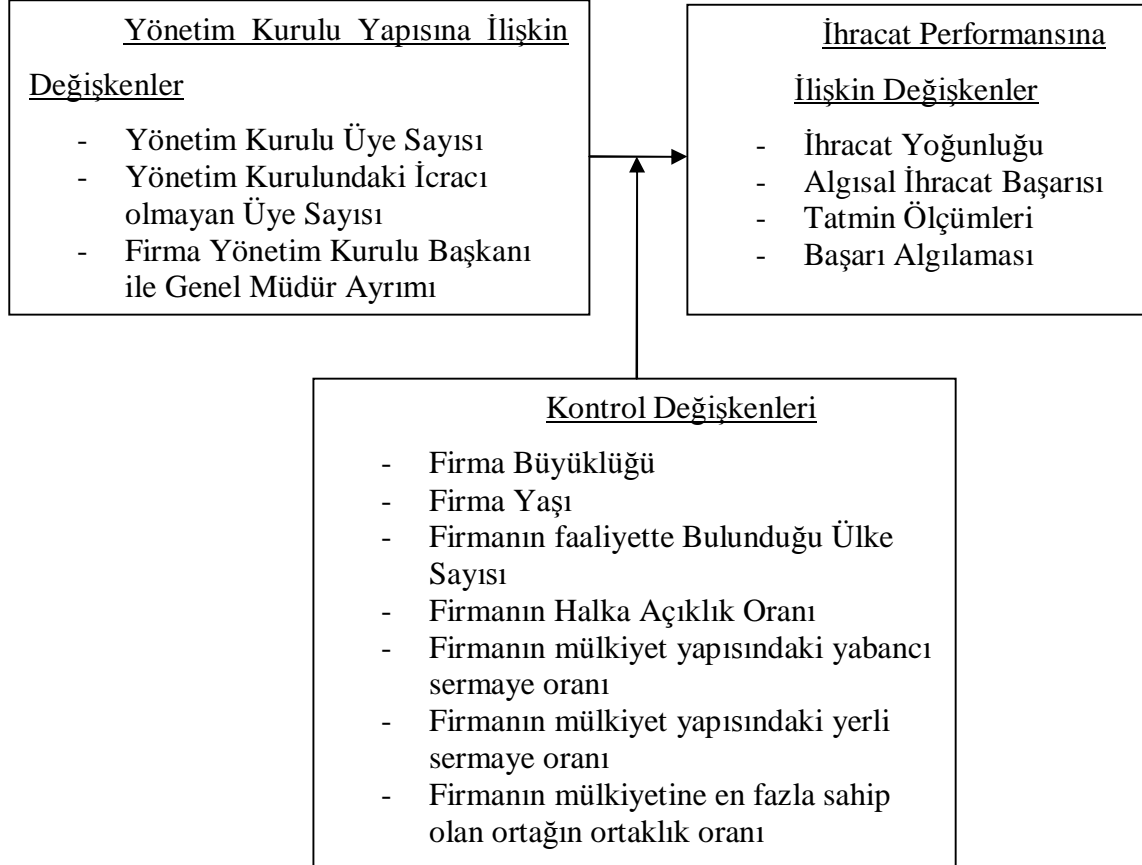 Yönetim Kurulu Yapısına İlişkin
Değişkenler
- Yönetim Kurulu Üye Sayısı
- Yönetim Kurulundaki İcracı
olmayan Üye Sayısı
- Firma Yönetim Kurulu Başkanı
ile Genel Müdür Ayrımı
İhracat Performansına
İlişkin Değişkenler
- İhracat Yoğunluğu
- Algısal İhracat Başarısı
- Tatmin Ölçümleri
- Başarı Algılaması
Kontrol Değişkenleri
- Firma Büyüklüğü
- Firma Yaşı
- Firmanın faaliyette Bulunduğu Ülke
Sayısı
- Firmanın Halka Açıklık Oranı
- Firmanın mülkiyet yapısındaki yabancı
sermaye oranı
- Firmanın mülkiyet yapısındaki yerli
sermaye oranı
- Firmanın mülkiyetine en fazla sahip
olan ortağın ortaklık oranı